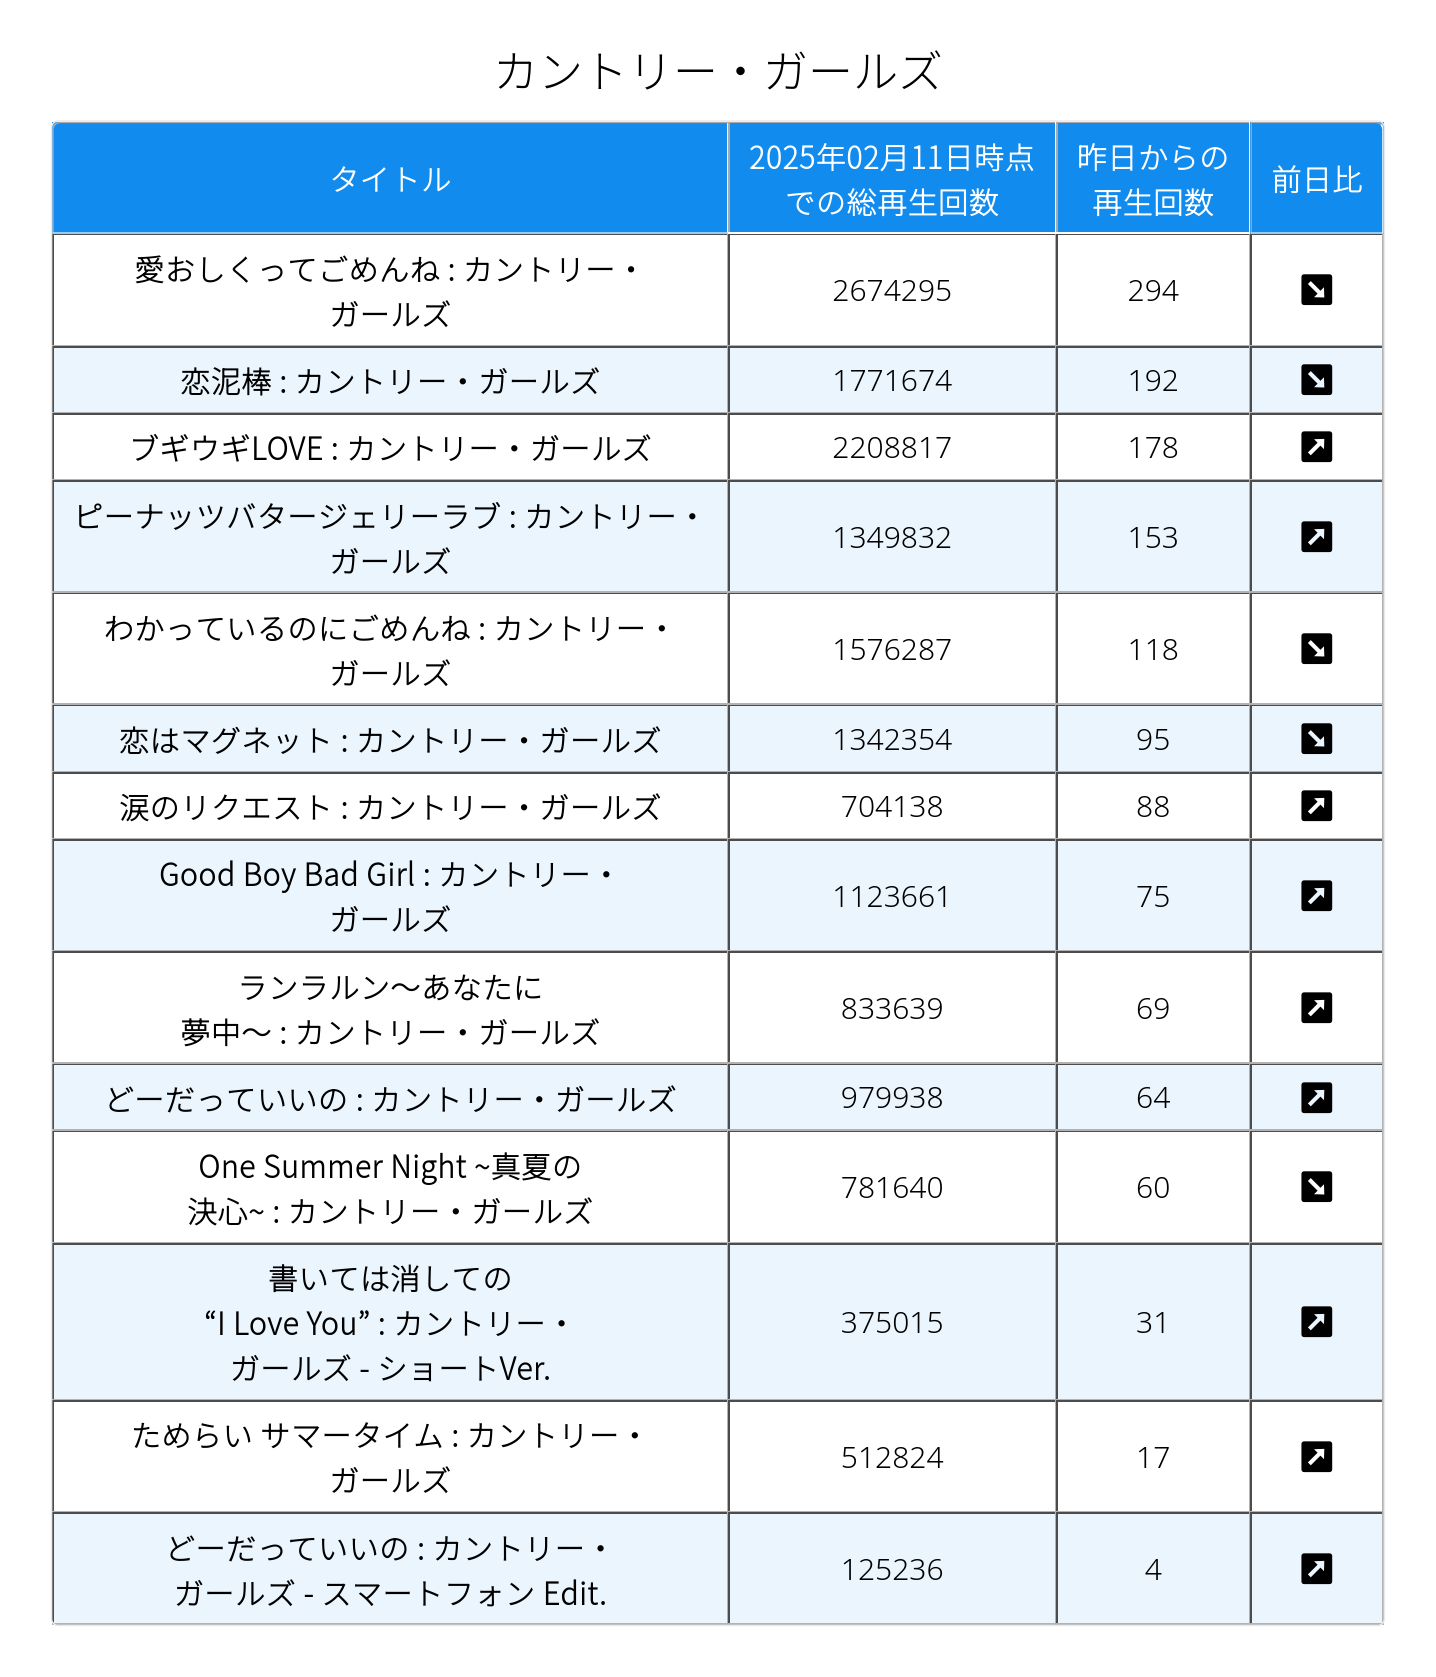 カントリー・ガールズ
タイトル
2025年02月11日時点
での総再生回数
昨日からの
再生回数
前日比
愛おしくってごめんね : カントリー・
ガールズ
2674295
294
恋泥棒 : カントリー・ガールズ
1771674
192
ブギウギLOVE : カントリー・ガールズ
2208817
178
ピーナッツバタージェリーラブ : カントリー・
ガールズ
1349832
153
わかっているのにごめんね : カントリー・
ガールズ
1576287
118
恋はマグネット : カントリー・ガールズ
1342354
95
涙のリクエスト : カントリー・ガールズ
704138
88
Good Boy Bad Girl : カントリー・
ガールズ
1123661
75
ランラルン～あなたに
夢中～ : カントリー・ガールズ
833639
69
どーだっていいの : カントリー・ガールズ
979938
64
One Summer Night ~真夏の
決心~ : カントリー・ガールズ
781640
60
書いては消しての
“I Love You” : カントリー・
ガールズ - ショートVer.
375015
31
ためらい サマータイム : カントリー・
ガールズ
512824
17
どーだっていいの : カントリー・
ガールズ - スマートフォン Edit.
125236
4